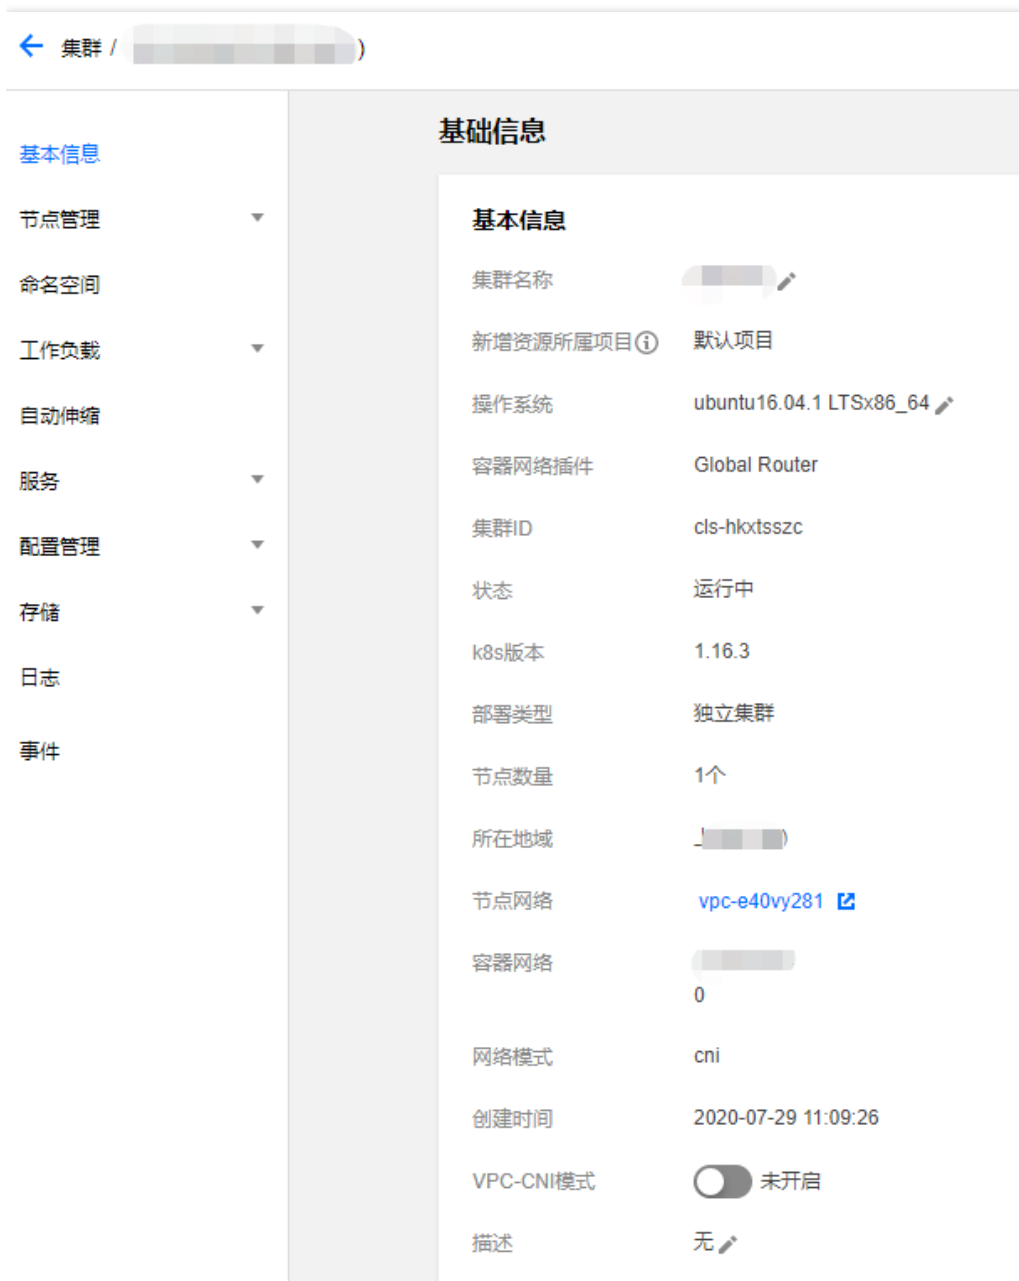 集群 /
)
基本信息
节点管理
命名空间
工作负载
自动伸缩
服务
配置管理
存储
日志
事件
基础信息
基本信息
集群名称
新增资源所属项目 默认项目
操作系统 ubuntu16.04.1 LTSx86_64
容器网络插件 Global Router
集群ID cls-hkxtsszc
状态 运行中
k8s版本 1.16.3
部署类型 独立集群
节点数量 1个
所在地域 )
节点网络 vpc-e40vy281
容器网络
0
网络模式 cni
创建时间 2020-07-29 11:09:26
VPC-CNI模式 未开启
描述 无